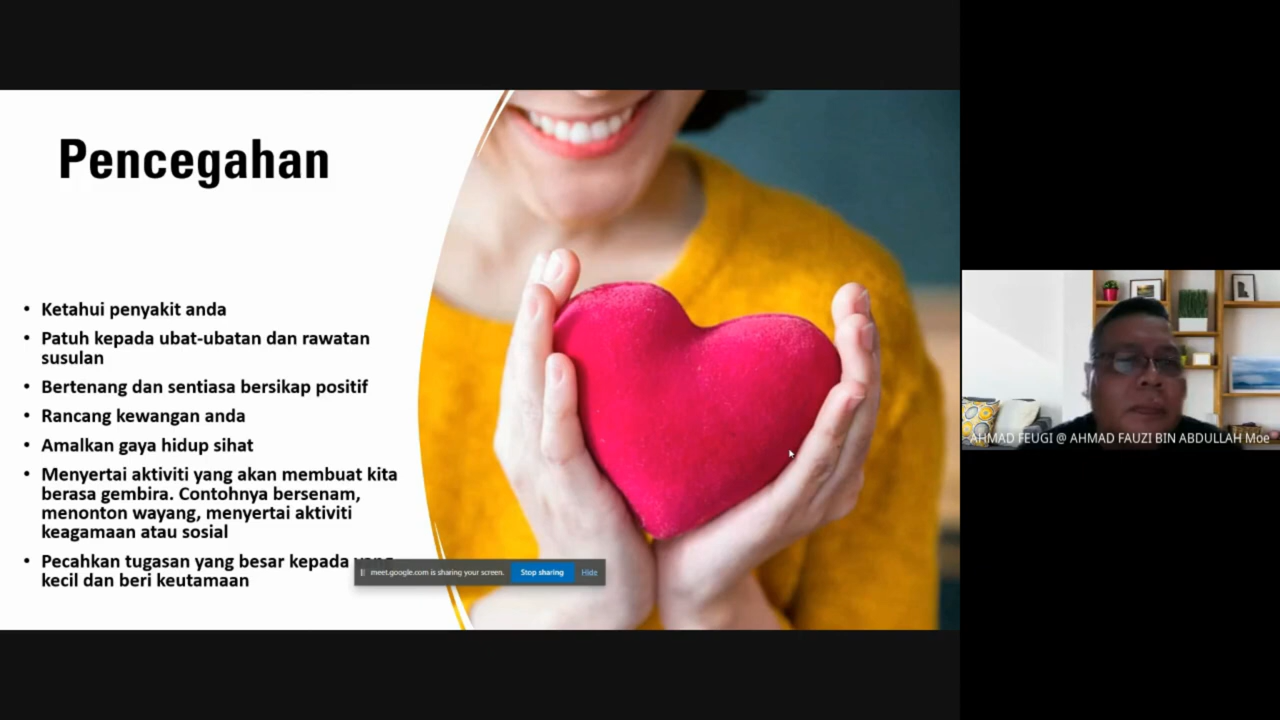 Pencegahan
• Ketahui penyakit anda
• Patuh kepada ubat-ubatan dan rawatan
susulan
• Bertenang dan sentiasa bersikap positif
• Rancang kewangan anda
• Amalkan gaya hidup sihat
• Menyertai aktiviti yang akan membuat kita
berasa gembira. Contohnya bersenam,
menonton wayang, menyertai aktiviti
keagamaan atau sosial
• Pecahkan tugasan yang besar kepada yang
kecil dan beri keutamaan
meet.google.com is sharing your screen. Stop sharing Hide
AHMAD FEUGI @ AHMAD FAUZI BIN ABDULLAH Moe